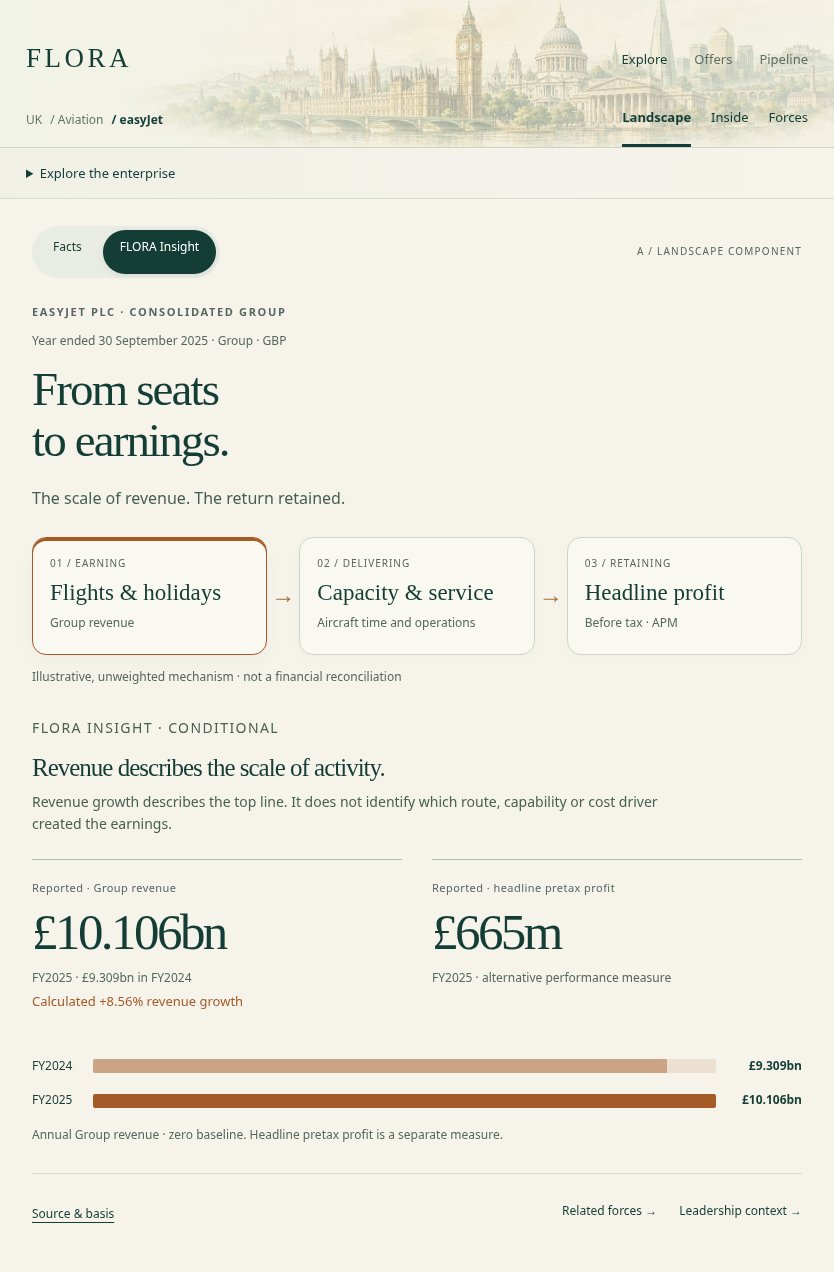 FLORA
Explore Offers Pipeline
UK / Aviation / easyJet
Landscape Inside Forces
▶ Explore the enterprise
Facts FLORA Insight
A / LANDSCAPE COMPONENT
EASYJET PLC · CONSOLIDATED GROUP
Year ended 30 September 2025 · Group · GBP
From seats
to earnings.
The scale of revenue. The return retained.
01 / EARNING
Flights & holidays
Group revenue
→
02 / DELIVERING
Capacity & service
Aircraft time and operations
→
03 / RETAINING
Headline profit
Before tax · APM
Illustrative, unweighted mechanism · not a financial reconciliation
FLORA INSIGHT · CONDITIONAL
Revenue describes the scale of activity.
Revenue growth describes the top line. It does not identify which route, capability or cost driver
created the earnings.
Reported · Group revenue
£10.106bn
FY2025 · £9.309bn in FY2024
Calculated +8.56% revenue growth
Reported · headline pretax profit
£665m
FY2025 · alternative performance measure
FY2024 £9.309bn
FY2025 £10.106bn
Annual Group revenue · zero baseline. Headline pretax profit is a separate measure.
Source & basis
Related forces → Leadership context →